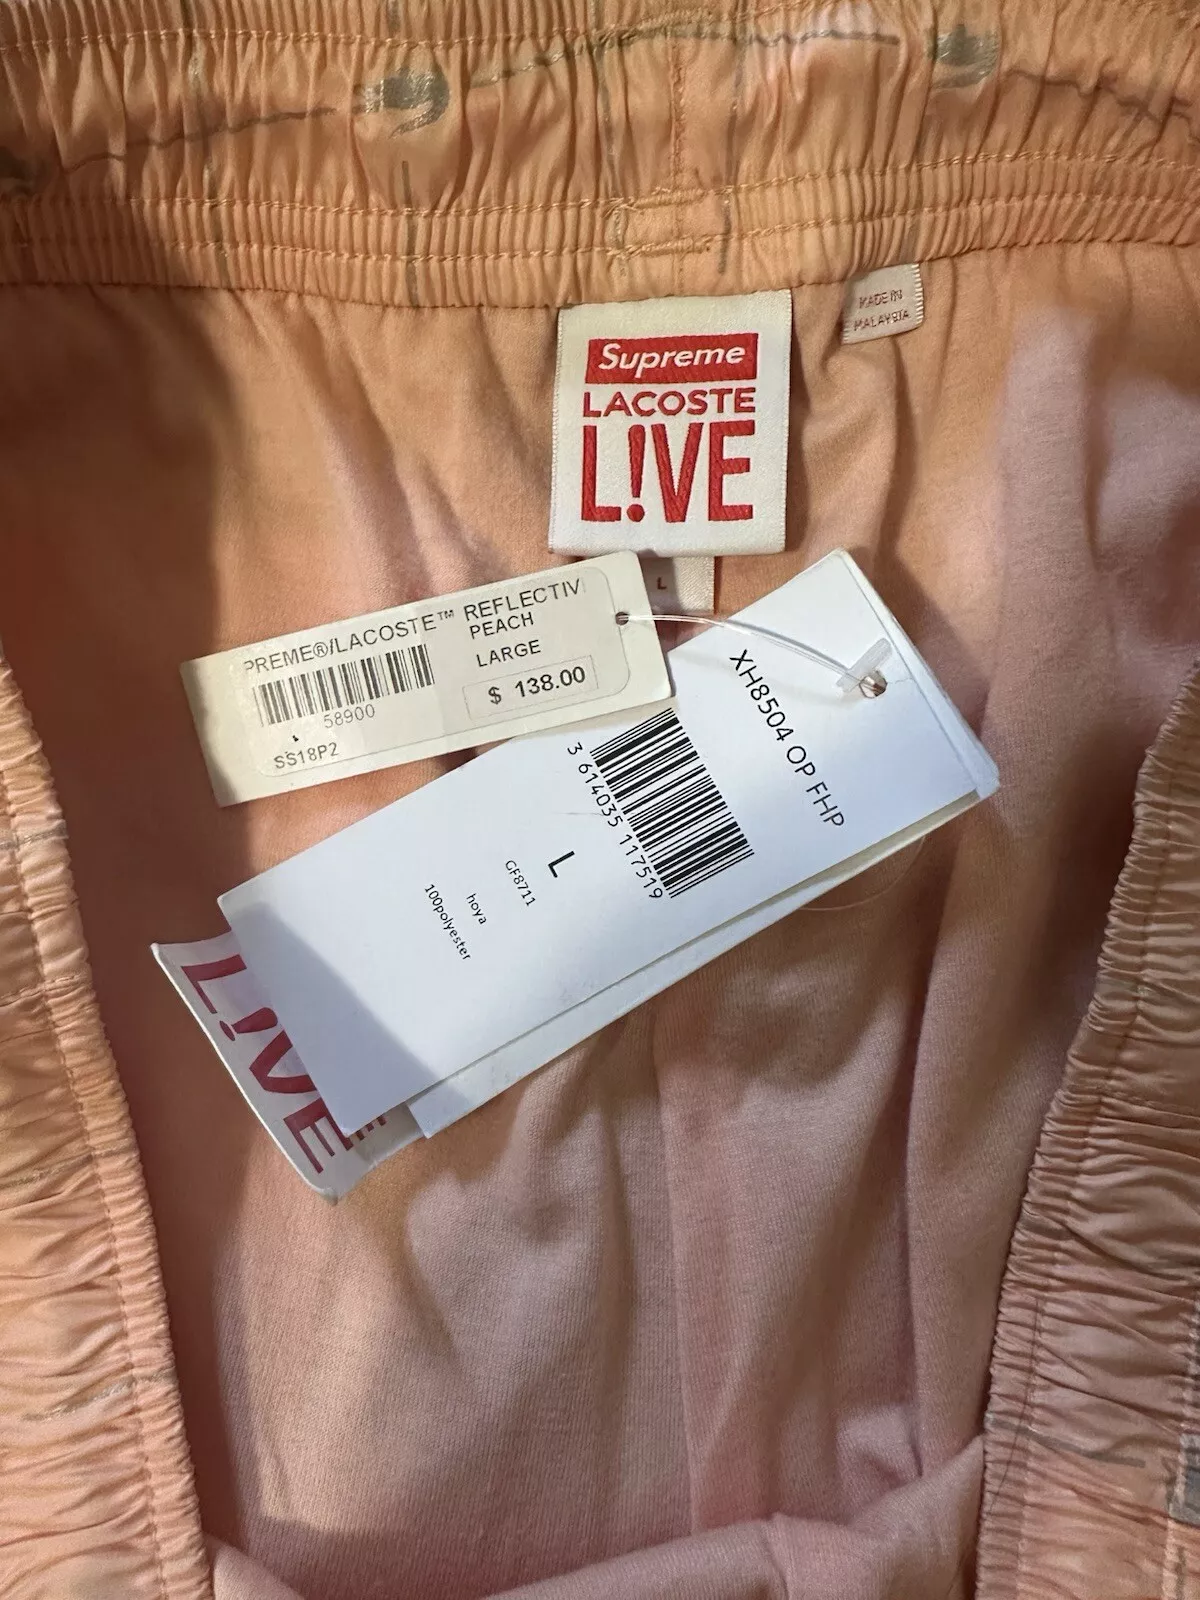 MADE IN
MALAYSIA
Supreme
LACOSTE
L!VE
L
PREME®/LACOSTE™ REFLECTIV
PEACH
LARGE
$ 138.00
58900
SS18P2
XH8504 OP FHP
3 614035 117519
L
GF8711
hoya
100polyester
L!VE